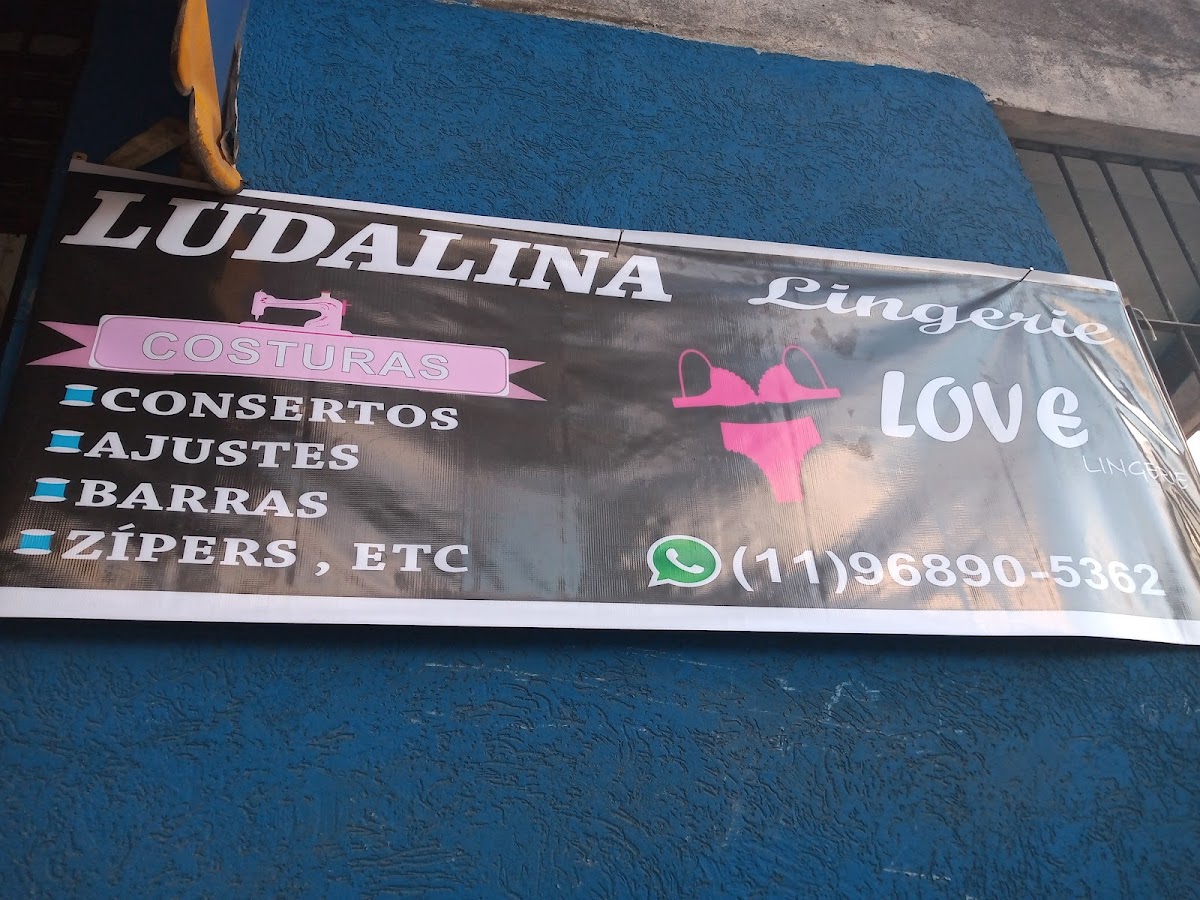 LUDALINA
COSTURAS
CONSERTOS
AJUSTES
BARRAS
ZÍPERS , ETC
Lingerie
LOVE
LINGERIE
(11)96890-5362